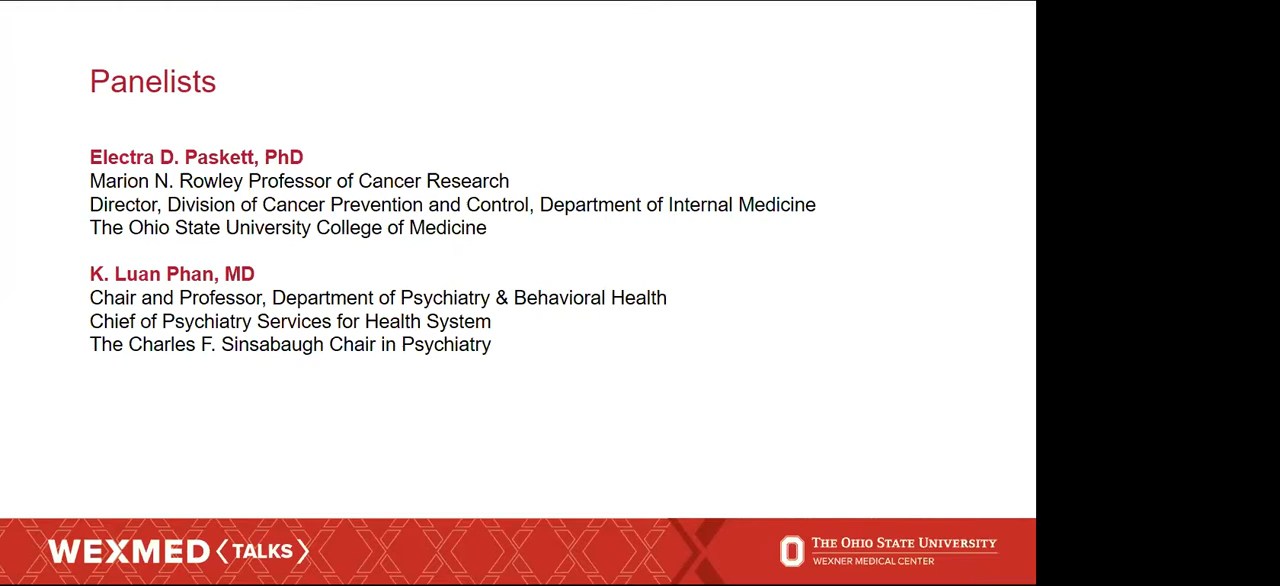 Panelists
Electra D. Paskett, PhD
Marion N. Rowley Professor of Cancer Research
Director, Division of Cancer Prevention and Control, Department of Internal Medicine
The Ohio State University College of Medicine
K. Luan Phan, MD
Chair and Professor, Department of Psychiatry & Behavioral Health
Chief of Psychiatry Services for Health System
The Charles F. Sinsabaugh Chair in Psychiatry
WEXMED <TALKS>
THE OHIO STATE UNIVERSITY
WEXNER MEDICAL CENTER